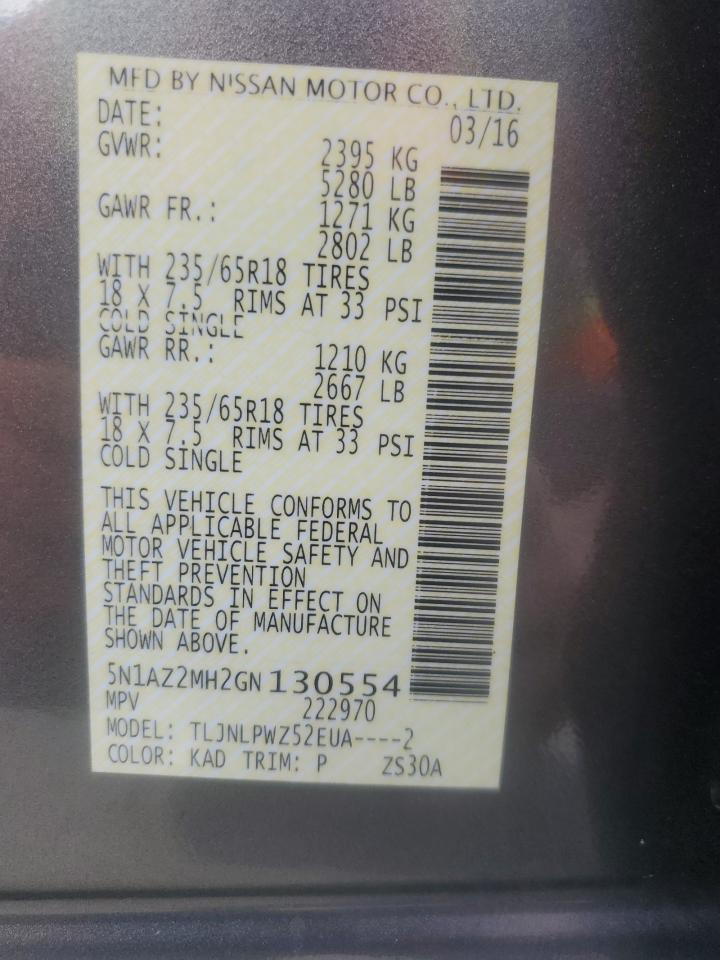 MFD BY NISSAN MOTOR CO., LTD.
DATE: 03/16
GVWR: 2395 KG
5280 LB
GAWR FR.: 1271 KG
2802 LB
WITH 235/65R18 TIRES
18 X 7.5 RIMS AT 33 PSI
COLD SINGLE
GAWR RR.: 1210 KG
2667 LB
WITH 235/65R18 TIRES
18 X 7.5 RIMS AT 33 PSI
COLD SINGLE
THIS VEHICLE CONFORMS TO
ALL APPLICABLE FEDERAL
MOTOR VEHICLE SAFETY AND
THEFT PREVENTION
STANDARDS IN EFFECT ON
THE DATE OF MANUFACTURE
SHOWN ABOVE.
5N1AZ2MH2GN130554
MPV 222970
MODEL: TLJNLPWZ52EUA----2
COLOR: KAD TRIM: P ZS30A